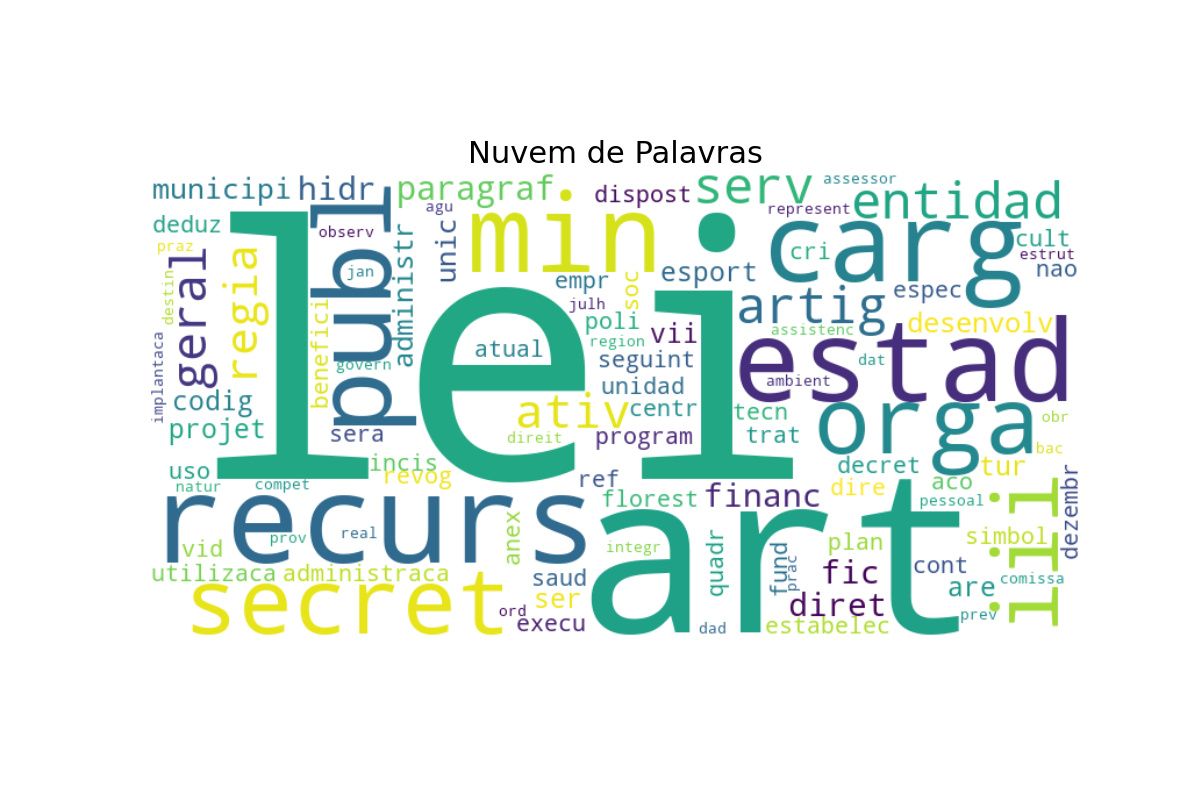 Nuvem de Palavras
municipi
hidr
paragraf
dispost
serv
assessor
entidad
represent
deduz
agu
observ
min
carg
cri
cult
estrut
nao
praz
publ
lei
unic
administr
geral
regia
jan
destin
benefici
govern
implantaca
empr
soc
esport
julh
poli
region
vii
espec
artig
assistenc
desenvolv
estad
dat
ambient
atual
seguint
unidad
codig
projet
sera
ativ
centr
tecn
orga
obr
direit
program
trat
bac
uso
incis
revog
natur
compet
ref
decret
tur
florest
financ
dire
aco
pessoal
dezembr
recurs
art
iii
real
prov
vid
anex
integr
quadr
plan
simbol
utilizaca
administraca
saud
fund
prac
fic
cont
are
comissa
secret
ser
ord
execu
diret
prev
dad
estabelec